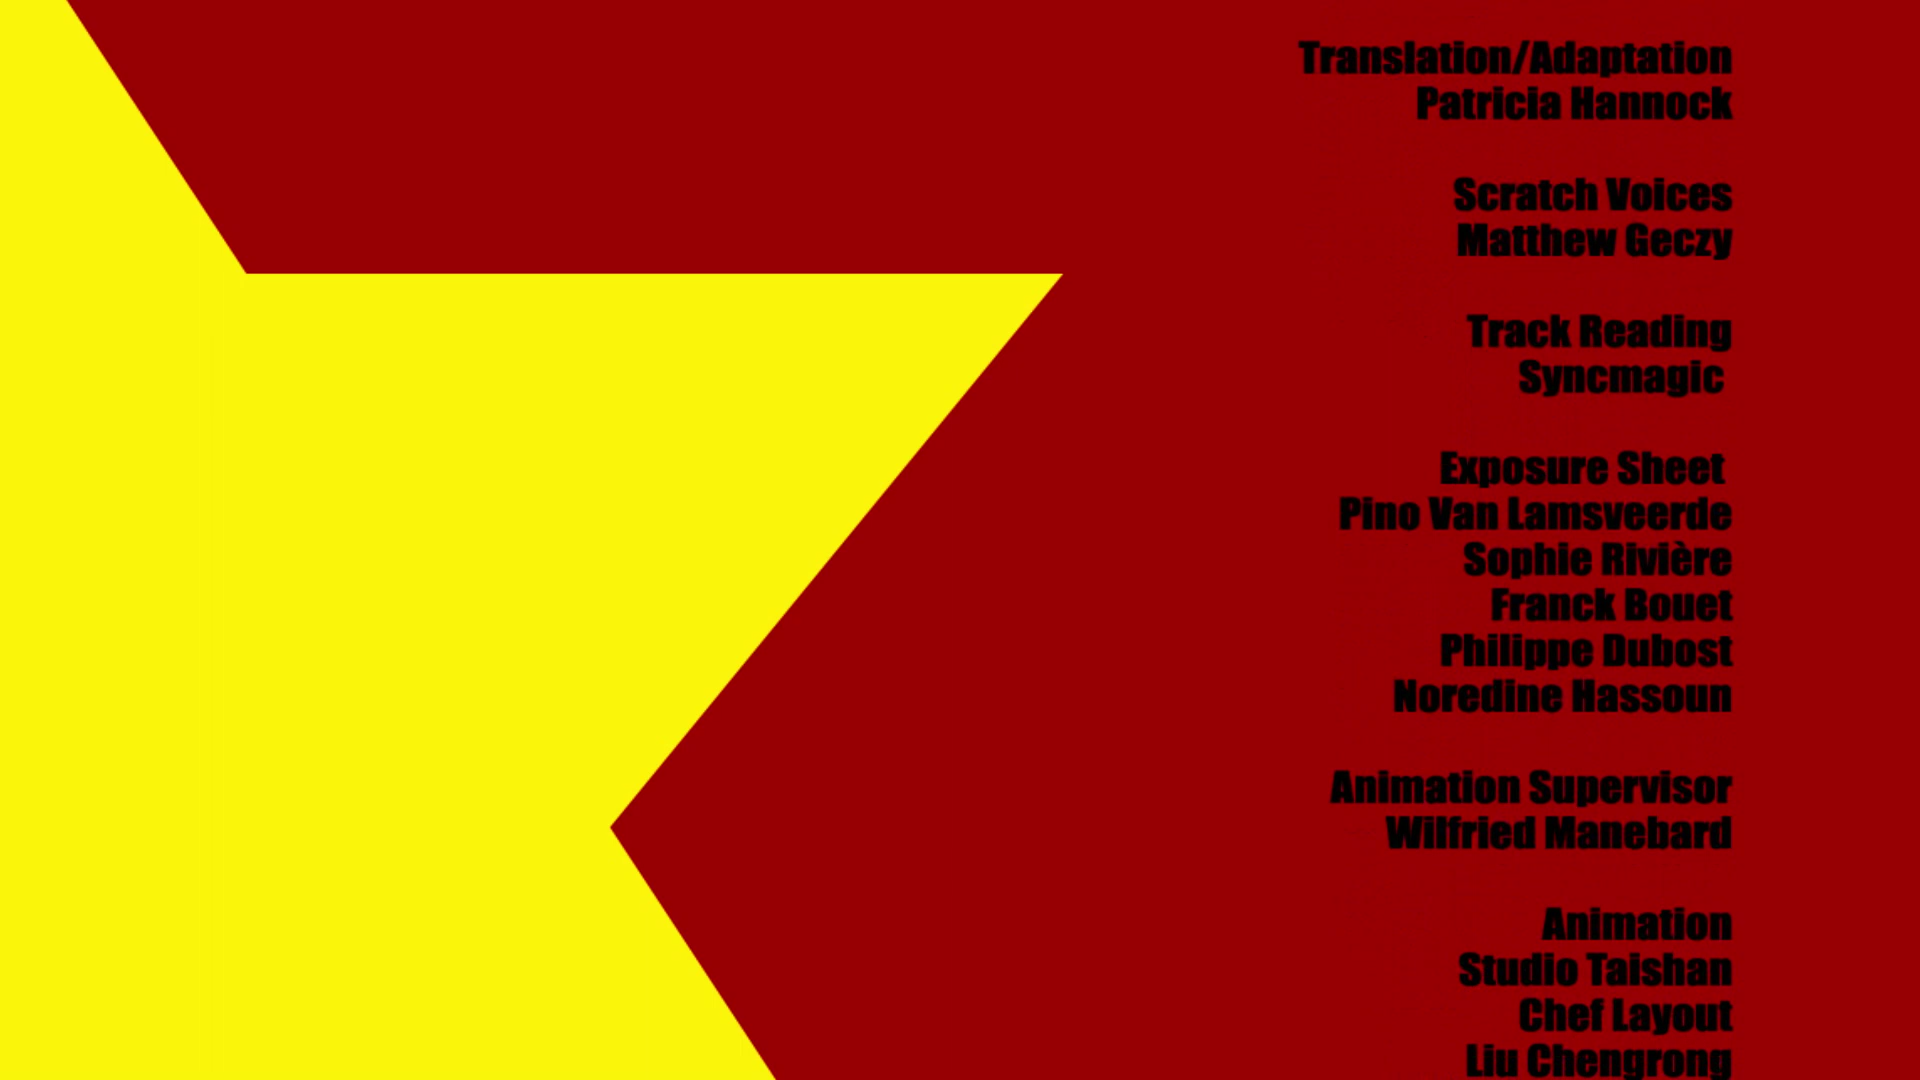 Translation/Adaptation
Patricia Hannock
Scratch Voices
Matthew Geczy
Track Reading
Syncmagic
Exposure Sheet
Pino Van Lamsveerde
Sophie Rivière
Franck Bouet
Philippe Dubost
Noredine Hassoun
Animation Supervisor
Wilfried Manebard
Animation
Studio Taishan
Chef Layout
Liu Chengrong